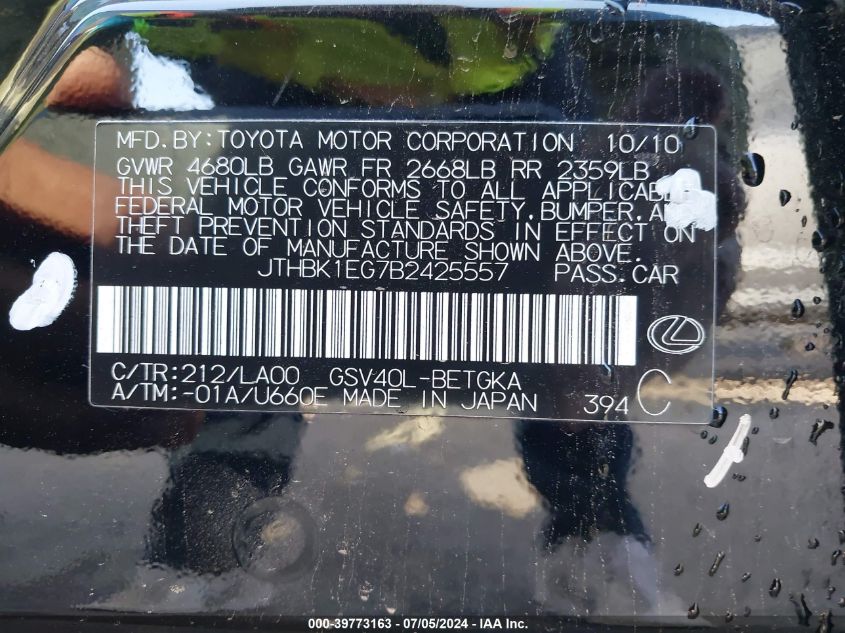 MFD.BY:TOYOTA MOTOR CORPORATION 10/10
GVWR 4680LB GAWR FR 2668LB RR 2359LB
THIS VEHICLE CONFORMS TO ALL APPLICABLE
FEDERAL MOTOR VEHICLE SAFETY,BUMPER,AND
THEFT PREVENTION STANDARDS IN EFFECT ON
THE DATE OF MANUFACTURE SHOWN ABOVE.
JTHBK1EG7B2425557 PASS.CAR
C/TR:212/LA00 GSV40L-BETGKA
A/TM:-01A/U660E MADE IN JAPAN 394 C
000-39773163 - 07/05/2024 - IAA Inc.